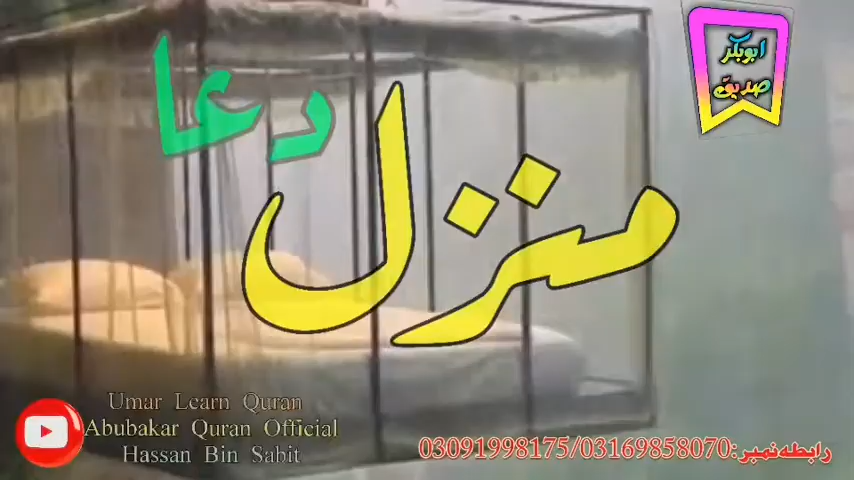 ابوبکر
صدیق
دعا
منزل
Umar Learn Quran
Abubakar Quran Official
Hassan Bin Sabit
رابطہ نمبر:03091998175/03169858070